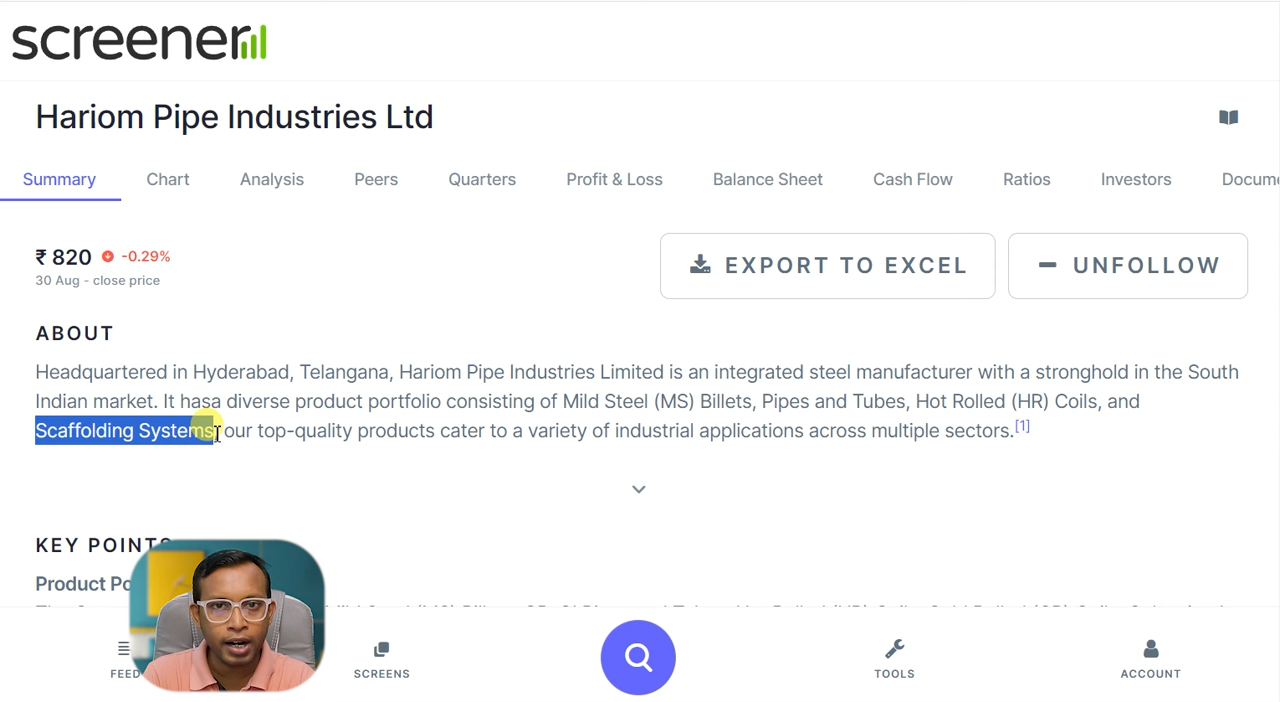 screener
Hariom Pipe Industries Ltd
Summary Chart Analysis Peers Quarters Profit & Loss Balance Sheet Cash Flow Ratios Investors Docume
₹ 820 -0.29%
30 Aug - close price
EXPORT TO EXCEL UNFOLLOW
ABOUT
Headquartered in Hyderabad, Telangana, Hariom Pipe Industries Limited is an integrated steel manufacturer with a stronghold in the South
Indian market. It hasa diverse product portfolio consisting of Mild Steel (MS) Billets, Pipes and Tubes, Hot Rolled (HR) Coils, and
Scaffolding Systems, our top-quality products cater to a variety of industrial applications across multiple sectors.[1]
KEY POINTS
Product Po
FEED SCREENS TOOLS ACCOUNT